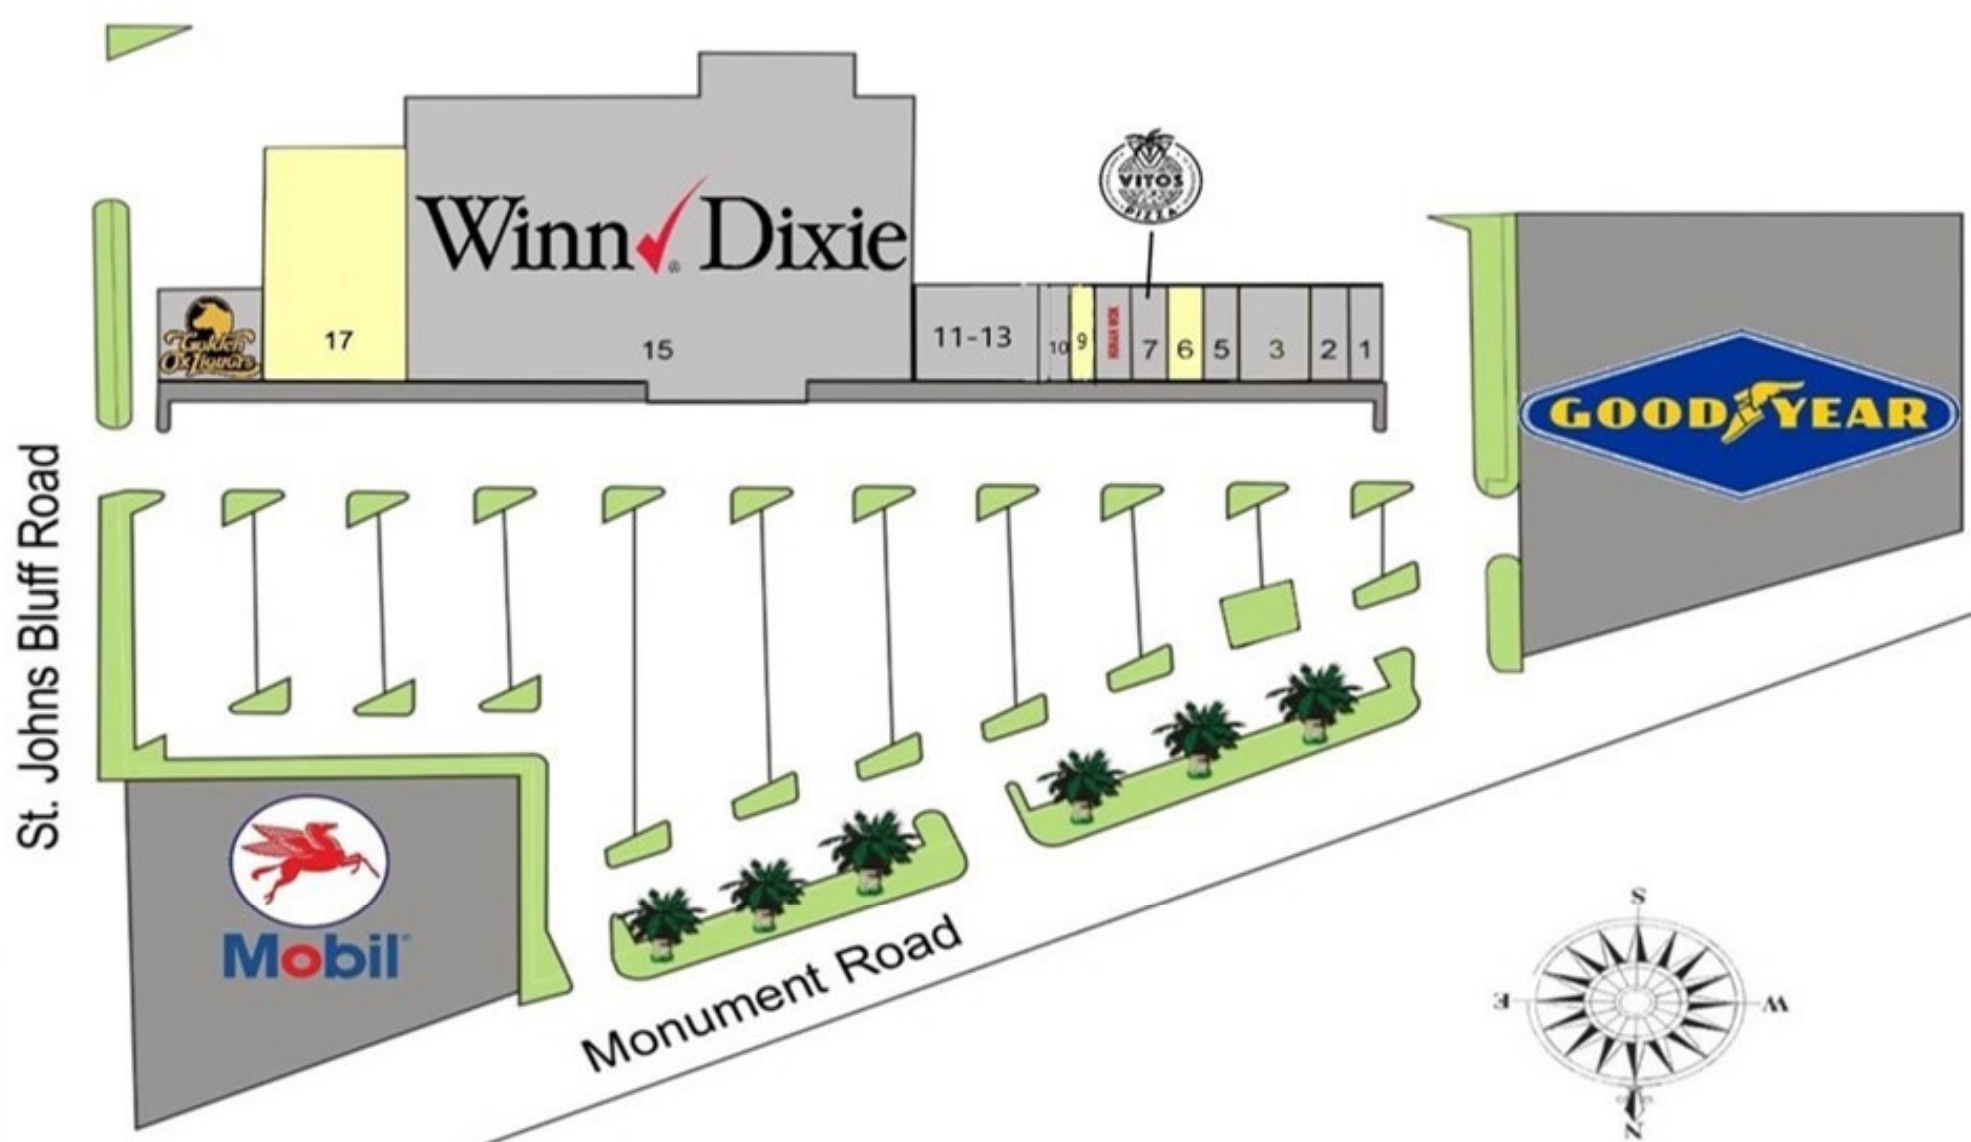 Winn Dixie
®
VITOS
PIZZA
Golden
Ox Liquors
17
15
11-13
10
9
7
6
5
3
2
1
GOODYEAR
St. Johns Bluff Road
Mobil
Monument Road
S
E
W
N